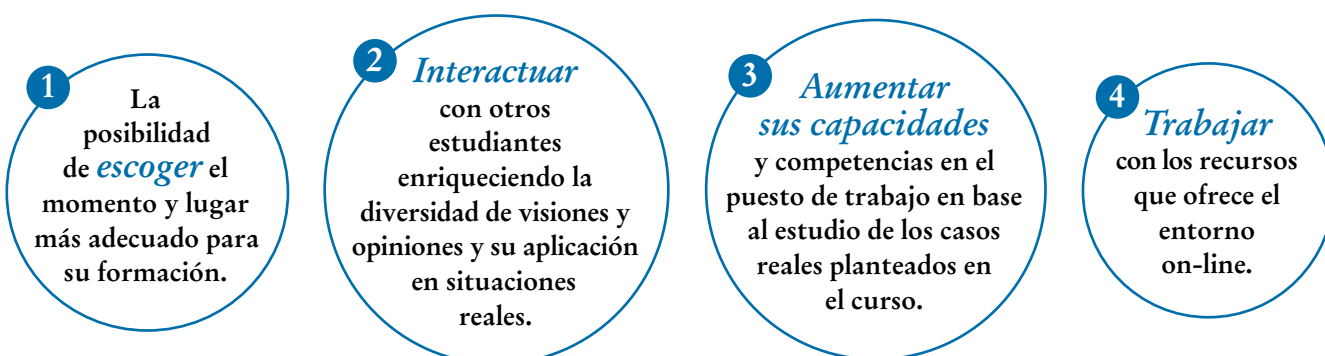 1
La
posibilidad
de escoger el
momento y lugar
más adecuado para
su formación.
2
Interactuar
con otros
estudiantes
enriqueciendo la
diversidad de visiones y
opiniones y su aplicación
en situaciones
reales.
3
Aumentar
sus capacidades
y competencias en el
puesto de trabajo en base
al estudio de los casos
reales planteados en
el curso.
4
Trabajar
con los recursos
que ofrece el
entorno
on-line.